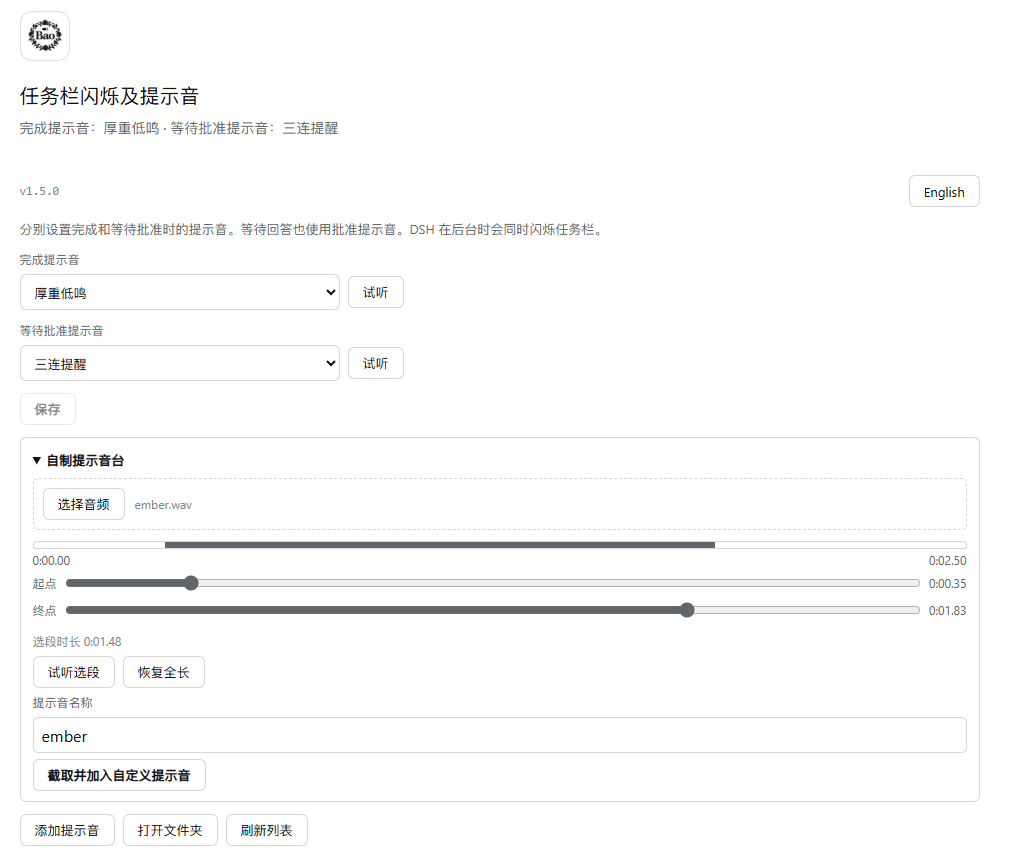 Bao
任务栏闪烁及提示音
完成提示音：厚重低鸣 · 等待批准提示音：三连提醒
v1.5.0
English
分别设置完成和等待批准时的提示音。等待回答也使用批准提示音。DSH 在后台时会同时闪烁任务栏。
完成提示音
厚重低鸣 试听
等待批准提示音
三连提醒 试听
保存
▼ 自制提示音台
选择音频 ember.wav
0:00.00 0:02.50
起点 0:00.35
终点 0:01.83
选段时长 0:01.48
试听选段 恢复全长
提示音名称
ember
截取并加入自定义提示音
添加提示音 打开文件夹 刷新列表